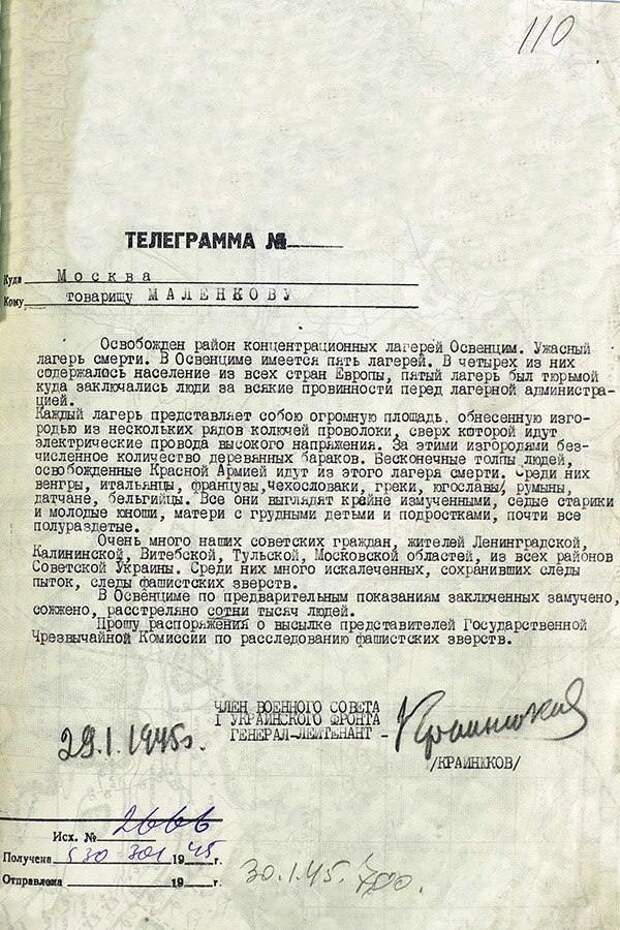 110
ТЕЛЕГРАММА №
Куда Москва
Кому товарищу МАЛЕНКОВУ
Освобожден район концентрационных лагерей Освенцим. Ужасный
лагерь смерти. В Освенциме имеется пять лагерей. В четырех из них
содержалось население из всех стран Европы, пятый лагерь был тюрьмой
куда заключались люди за всякие провинности перед лагерной администра-
цией.
Каждый лагерь представляет собою огромную площадь. обнесенную изго-
родью из нескольких рядов колючей проволоки, сверх которой идут
электрические провода высокого напряжения. За этими изгородями бес-
численное количество деревянных бараков. Бесконечные толпы людей,
освобожденные Красной Армией идут из этого лагеря смерти. Среди них
венгры, итальянцы, французы,чехословаки, греки, югославы, румыны,
датчане, бельгийцы. Все они выглядят крайне измученными, седые старики
и молодые юноши, матери с грудными детьми и подростками, почти все
полураздетые.
Очень много наших советских граждан, жителей Ленинградской,
Калининской, Витебской, Тульской, Московской областей, из всех районов
Советской Украины. Среди них много искалеченных, сохранивших следы
пыток, следы фашистских зверств.
В Освенциме по предварительным показаниям заключенных замучено,
сожжено, расстреляно сотни тысяч людей.
Прошу распоряжения о высылке представителей Государственной
Чрезвычайной Комиссии по расследованию фашистских зверств.
ЧЛЕН ВОЕННОГО СОВЕТА
I УКРАИНСКОГО ФРОНТА
ГЕНЕРАЛ-ЛЕЙТЕНАНТ -
29.1.1945г.
/КРАЙНЮКОВ/
Исх. № 2666
Получена 530 301 1945г.
Отправлена 19 г.
30.1.45.